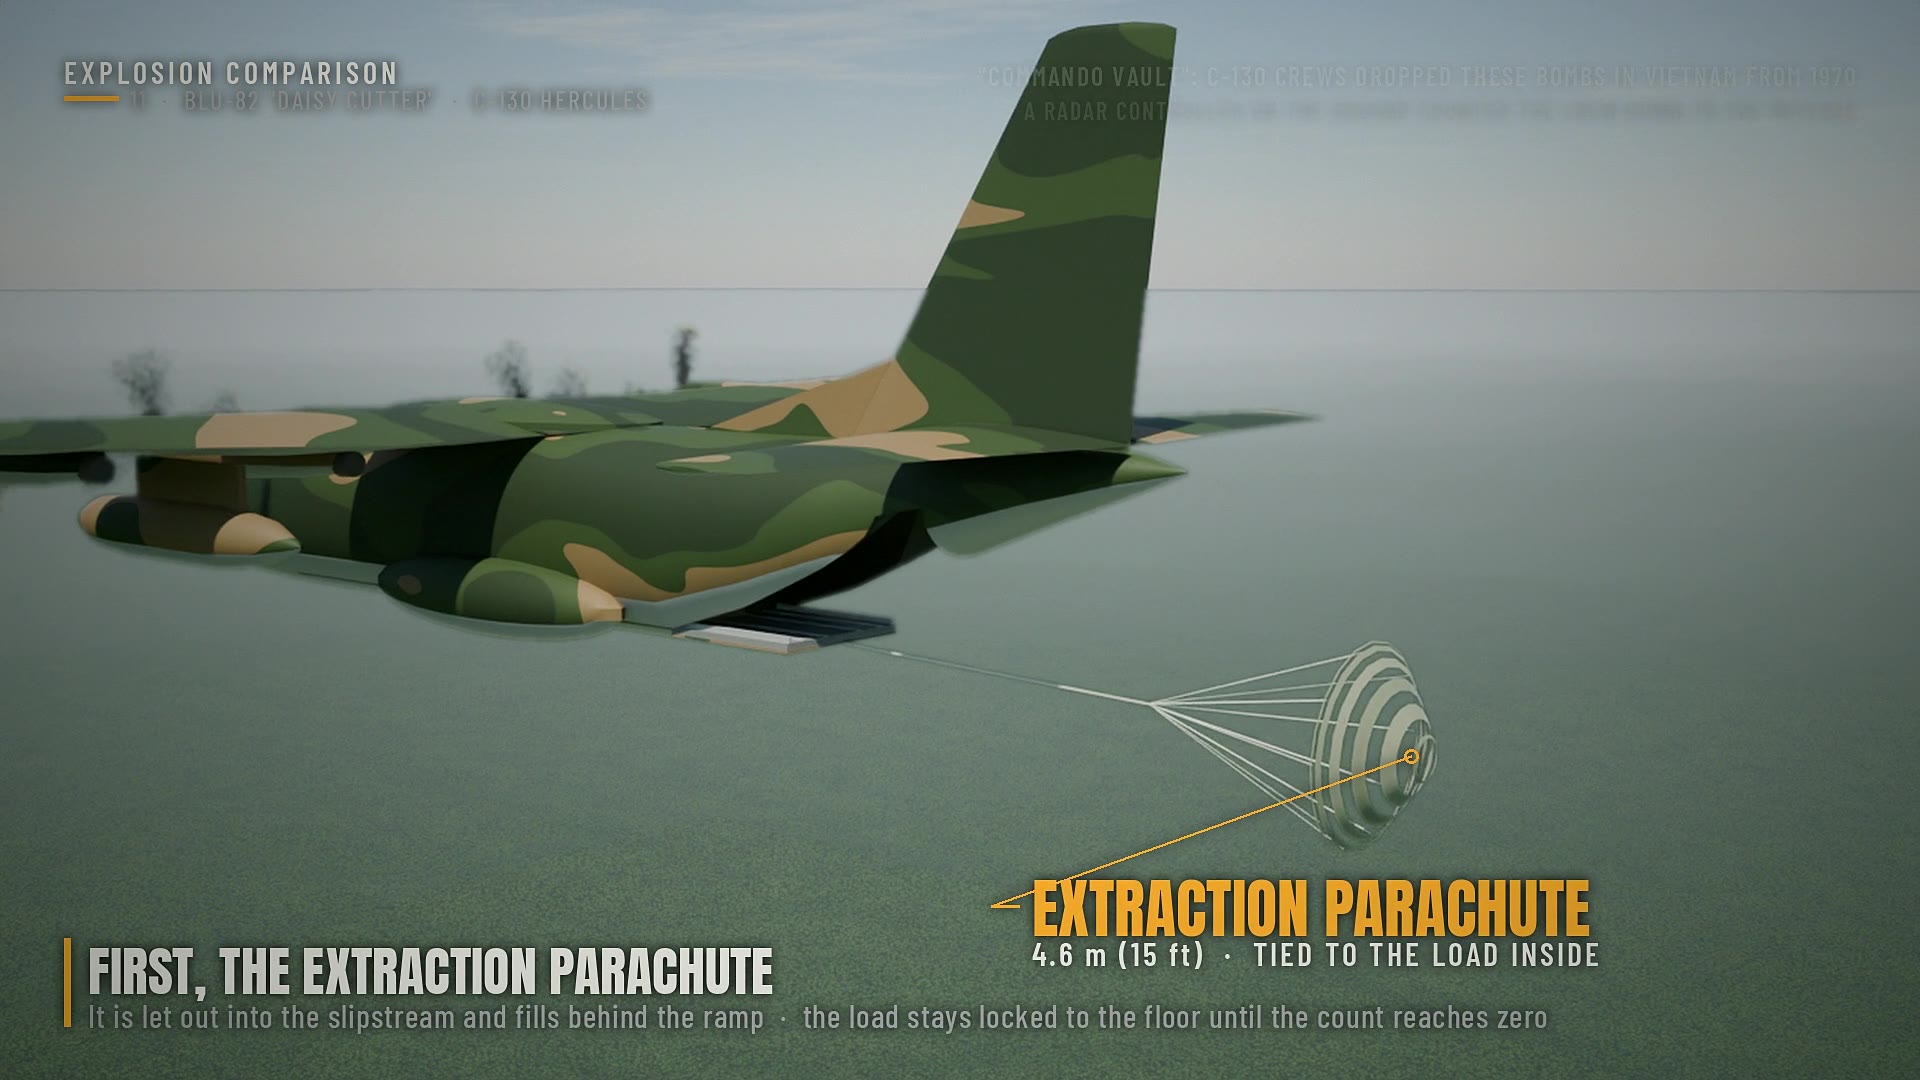 EXPLOSION COMPARISON
11 · BLU-82 "DAISY CUTTER" · C-130 HERCULES
"COMMANDO VAULT": C-130 CREWS DROPPED THESE BOMBS IN VIETNAM FROM 1970
A RADAR
EXTRACTION PARACHUTE
4.6 m (15 ft) · TIED TO THE LOAD INSIDE
FIRST, THE EXTRACTION PARACHUTE
It is let out into the slipstream and fills behind the ramp · the load stays locked to the floor until the count reaches zero